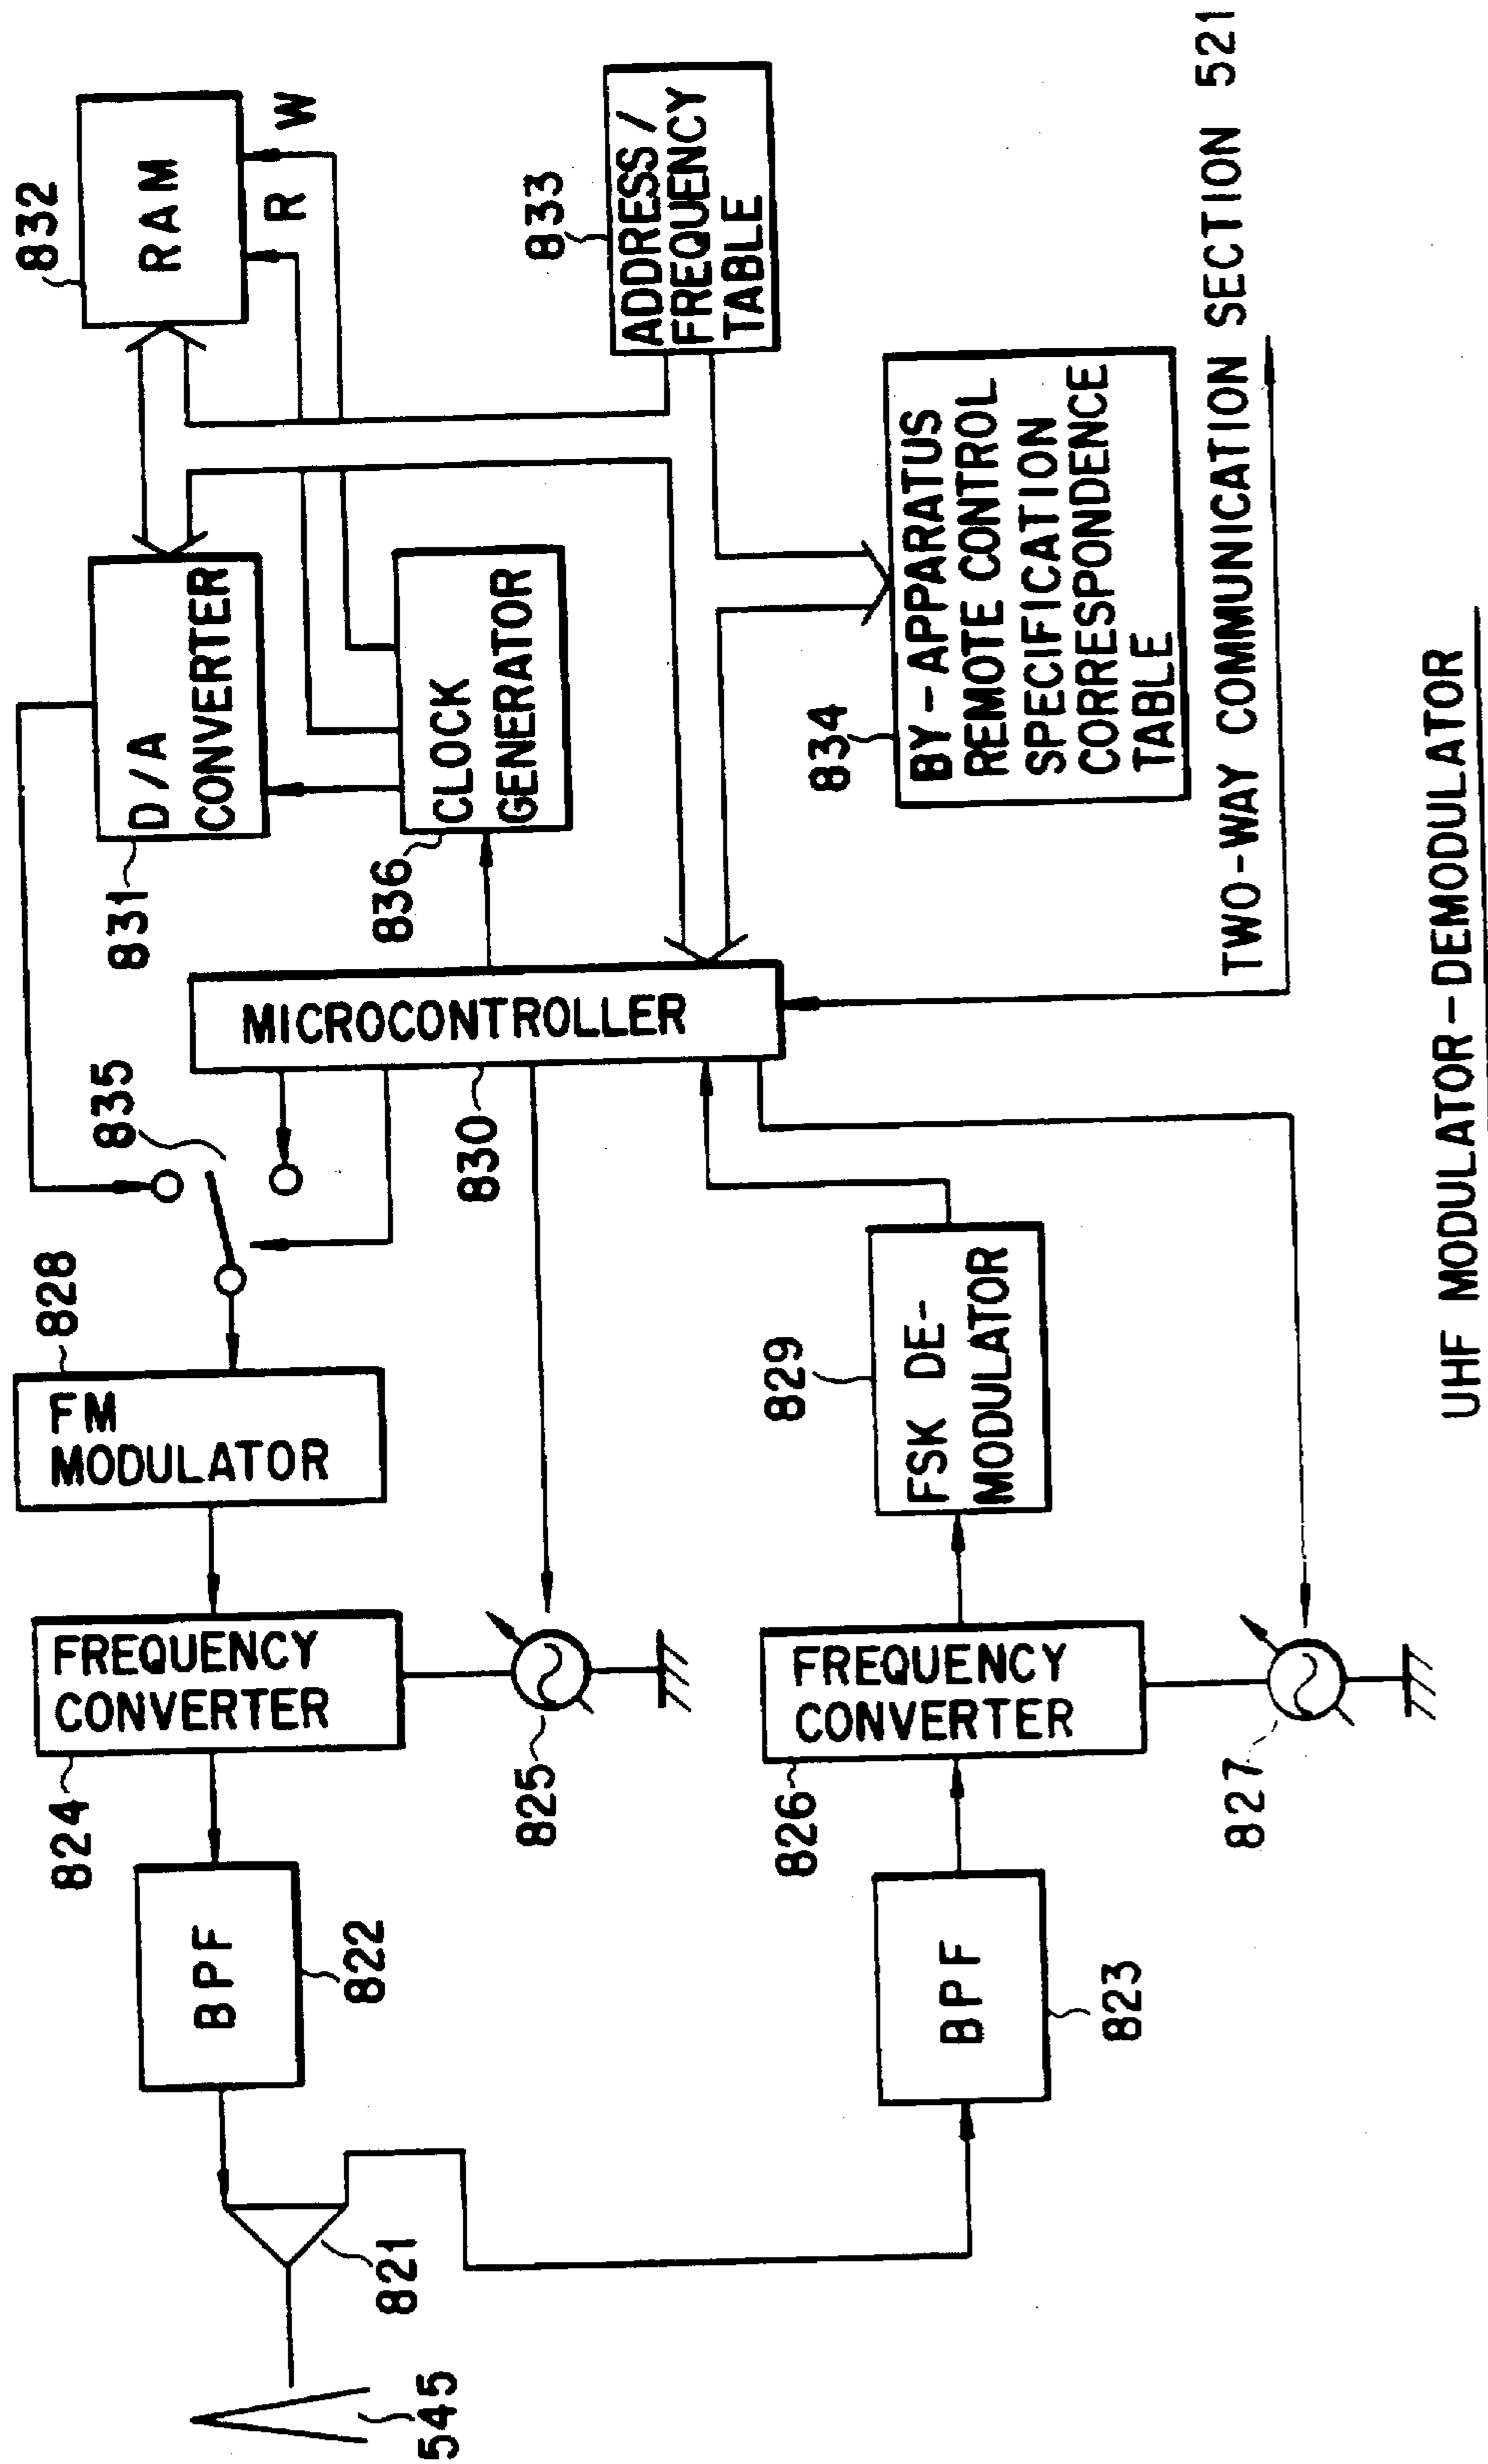 832
RAM
R
W
831
D/A
CONVERTER
833
ADDRESS/
FREQUENCY
TABLE
836
CLOCK
GENERATOR
834
BY-APPARATUS
REMOTE CONTROL
SPECIFICATION
CORRESPONDENCE
TABLE
835
MICROCONTROLLER
830
TWO-WAY COMMUNICATION SECTION 521
828
FM
MODULATOR
829
FSK DE-
MODULATOR
824
FREQUENCY
CONVERTER
825
826
FREQUENCY
CONVERTER
827
BPF
822
BPF
823
821
545
UHF MODULATOR-DEMODULATOR